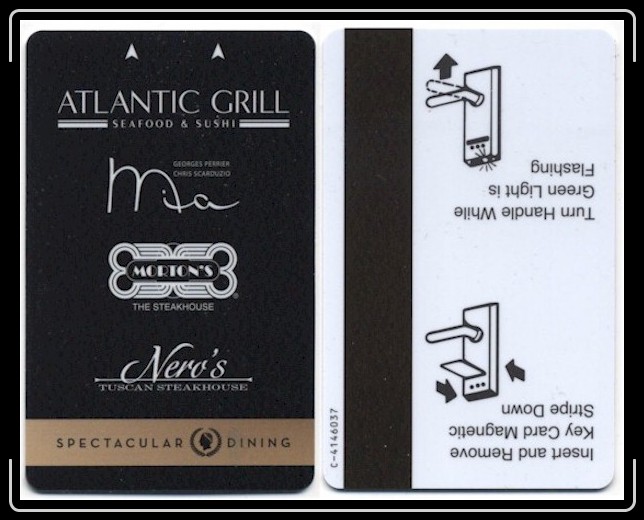 ATLANTIC GRILL
SEAFOOD & SUSHI
GEORGES PERRIER
CHRIS SCARDUZIO
Mia
MORTON'S
®
THE STEAKHOUSE
Nero's
TUSCAN STEAKHOUSE
SPECTACULAR DINING
Insert and Remove
Key Card Magnetic
Stripe Down
Turn Handle While
Green Light is
Flashing
C-4146037